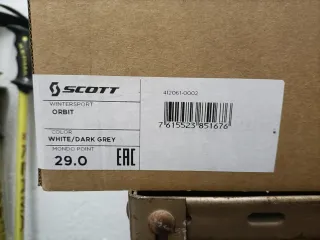 SCOTT
WINTERSPORT
ORBIT
COLOR
WHITE/DARK GREY
MONDO POINT
29.0
EAC
412061-0002
7 615523 851676